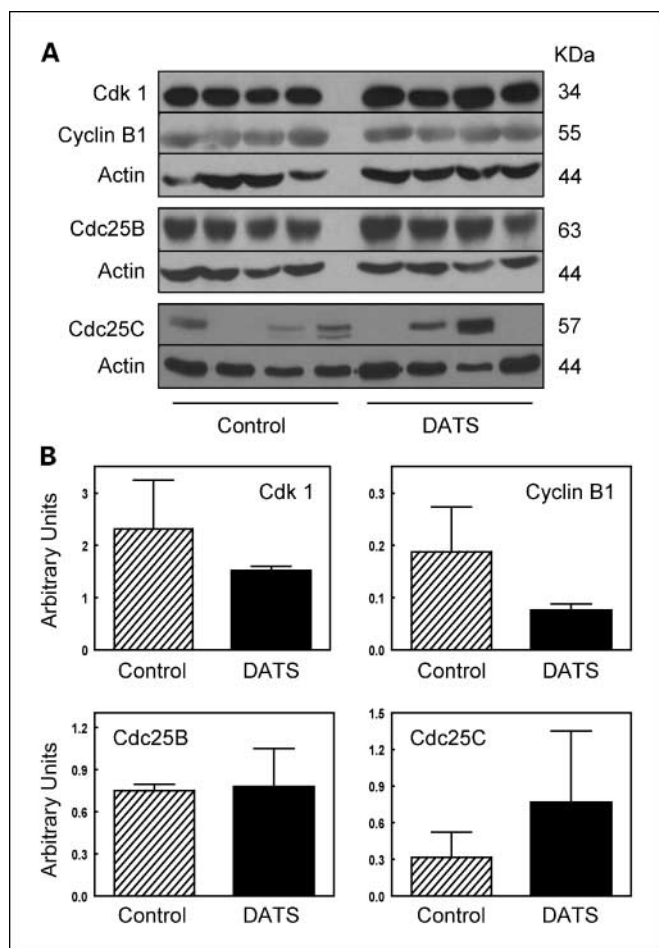 A
KDa
Cdk 1 34
Cyclin B1 55
Actin 44
Cdc25B 63
Actin 44
Cdc25C 57
Actin 44
Control DATS
B
Arbitrary Units
3
2
1
0
Cdk 1
Control DATS
0.3
0.2
0.1
0.0
Cyclin B1
Control DATS
Arbitrary Units
1.2
0.9
0.6
0.3
0.0
Cdc25B
Control DATS
1.5
1.2
0.9
0.6
0.3
0.0
Cdc25C
Control DATS